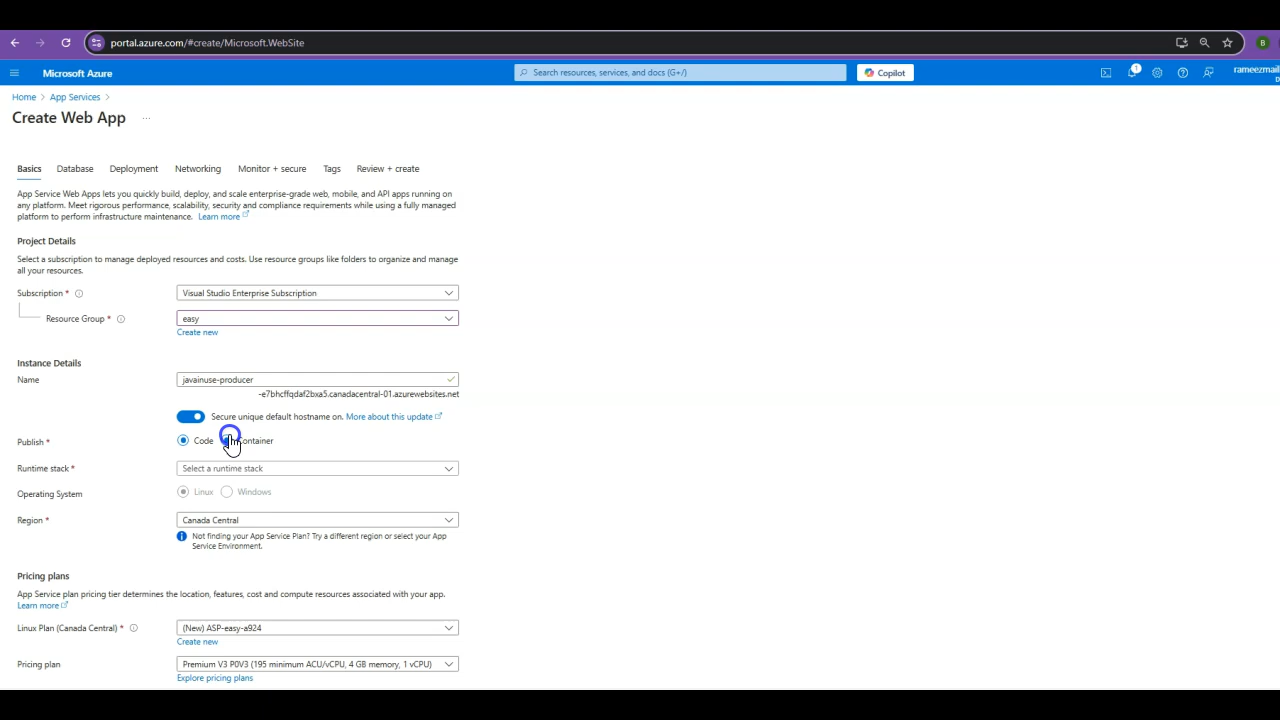 portal.azure.com/#create/Microsoft.WebSite
B
Microsoft Azure
Search resources, services, and docs (G+/)
Copilot
1
rameezmail
Home > App Services >
Create Web App ...
Basics Database Deployment Networking Monitor + secure Tags Review + create
App Service Web Apps lets you quickly build, deploy, and scale enterprise-grade web, mobile, and API apps running on
any platform. Meet rigorous performance, scalability, security and compliance requirements while using a fully managed
platform to perform infrastructure maintenance. Learn more
Project Details
Select a subscription to manage deployed resources and costs. Use resource groups like folders to organize and manage
all your resources.
Subscription * Visual Studio Enterprise Subscription
Resource Group * easy
Create new
Instance Details
Name javainuse-producer
-e7bhcffqdaf2bxa5.canadacentral-01.azurewebsites.net
Secure unique default hostname on. More about this update
Publish * Code ontainer
Runtime stack * Select a runtime stack
Operating System Linux Windows
Region * Canada Central
Not finding your App Service Plan? Try a different region or select your App
Service Environment.
Pricing plans
App Service plan pricing tier determines the location, features, cost and compute resources associated with your app.
Learn more
Linux Plan (Canada Central) * (New) ASP-easy-a924
Create new
Pricing plan Premium V3 P0V3 (195 minimum ACU/vCPU, 4 GB memory, 1 vCPU)
Explore pricing plans